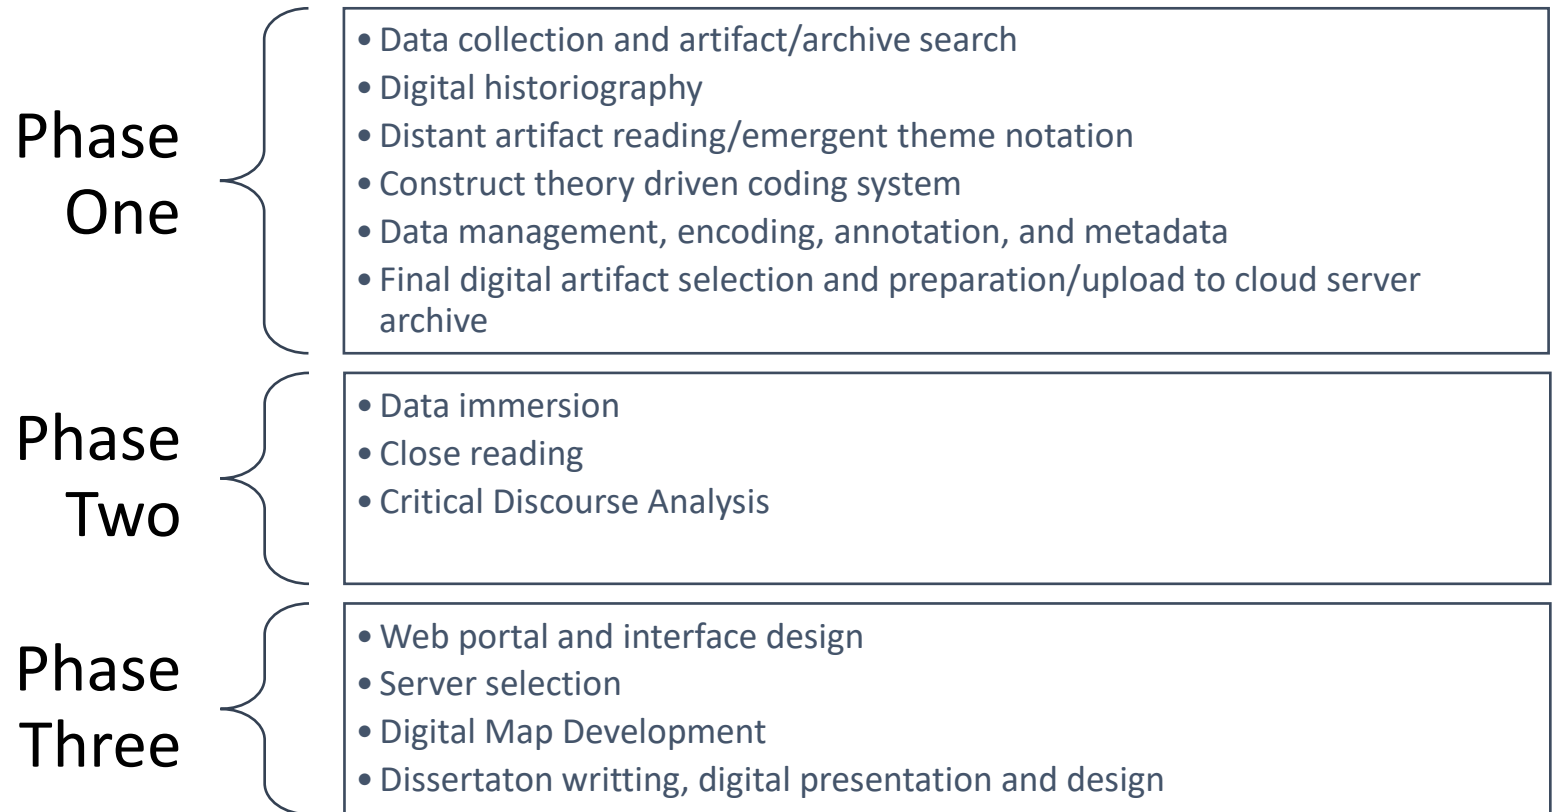 Phase
One
• Data collection and artifact/archive search
• Digital historiography
• Distant artifact reading/emergent theme notation
• Construct theory driven coding system
• Data management, encoding, annotation, and metadata
• Final digital artifact selection and preparation/upload to cloud server
archive
Phase
Two
• Data immersion
• Close reading
• Critical Discourse Analysis
Phase
Three
• Web portal and interface design
• Server selection
• Digital Map Development
• Dissertaton writting, digital presentation and design